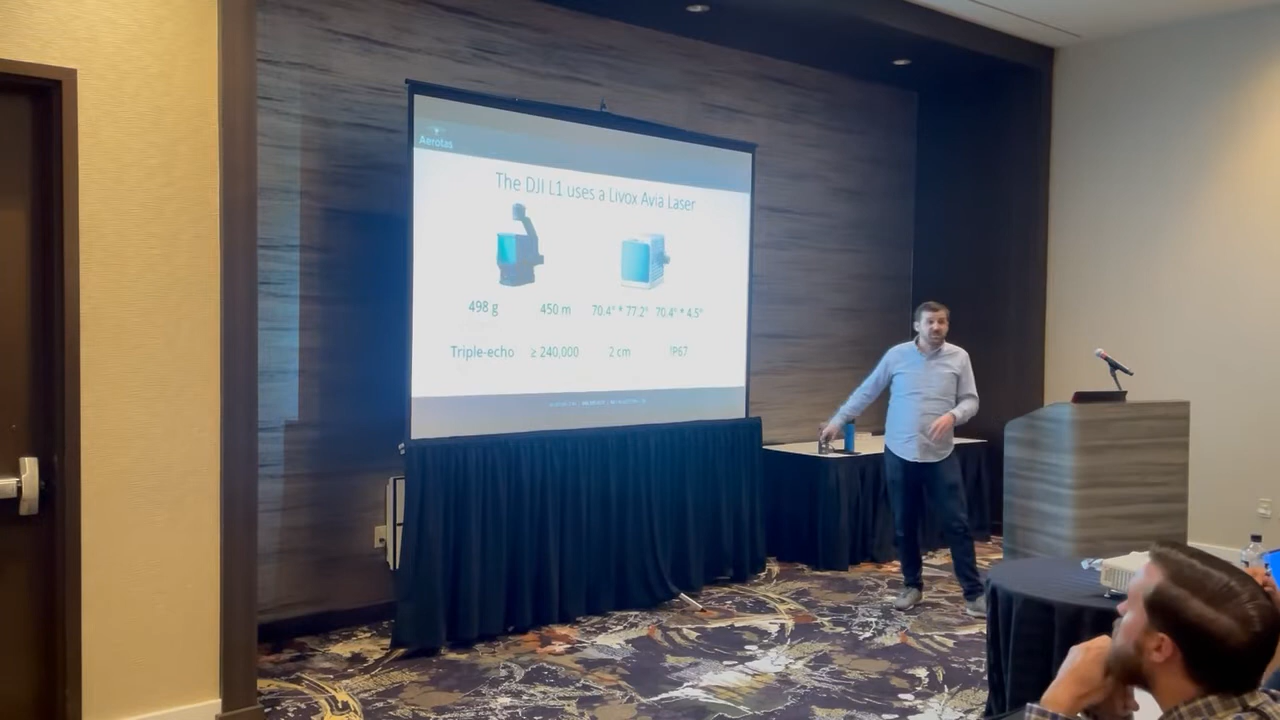 Aerotas
The DJI L1 uses a Livox Avia Laser
498 g 450 m 70.4° * 77.2° 70.4° * 4.5°
Triple-echo ≥ 240,000 2 cm IP67